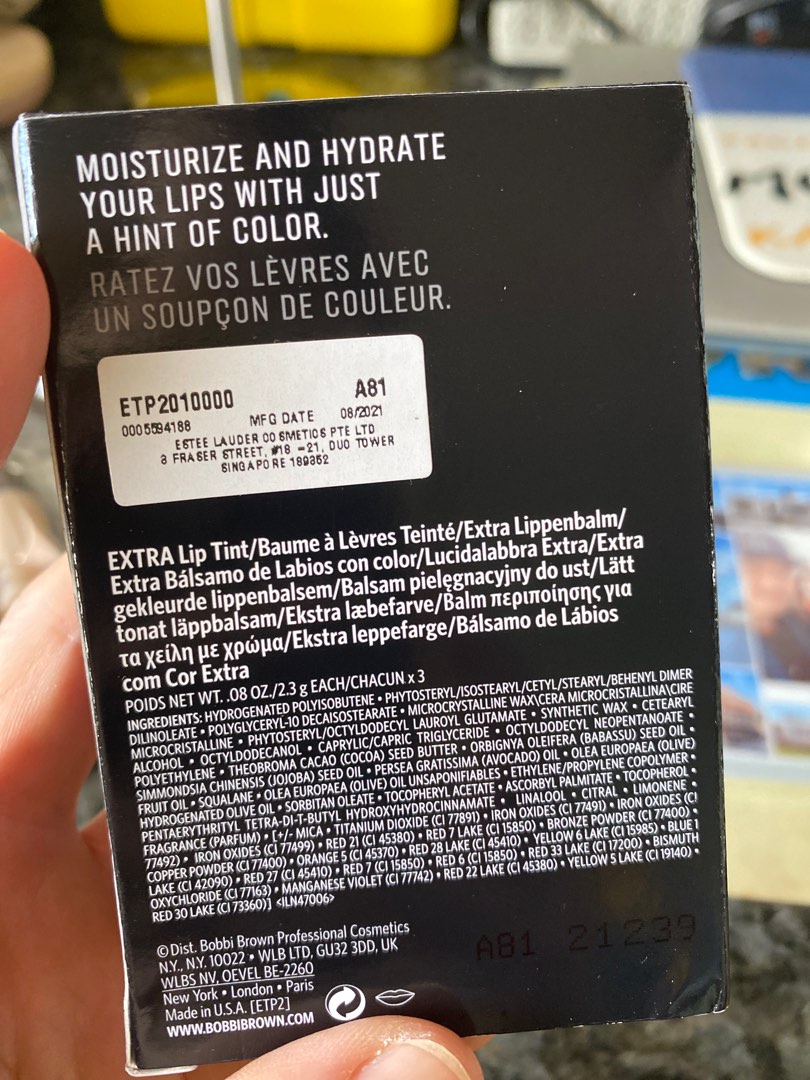 MOISTURIZE AND HYDRATE
YOUR LIPS WITH JUST
A HINT OF COLOR.
RATEZ VOS LÈVRES AVEC
UN SOUPÇON DE COULEUR.
ETP2010000 A81
0005594188 MFG DATE 08/2021
ESTEE LAUDER COSMETICS PTE LTD
3 FRASER STREET, #18 -21, DUO TOWER
SINGAPORE 189352
EXTRA Lip Tint/Baume à Lèvres Teinté/Extra Lippenbalm/
Extra Bálsamo de Labios con color/Lucidalabbra Extra/Extra
gekleurde lippenbalsem/Balsam pielęgnacyjny do ust/Lätt
tonat läppbalsam/Ekstra læbefarve/Balm περιποίησης για
τα χείλη με χρώμα/Ekstra leppefarge/Bálsamo de Lábios
com Cor Extra
POIDS NET WT. .08 OZ./2.3 g EACH/CHACUN x 3
INGREDIENTS: HYDROGENATED POLYISOBUTENE • PHYTOSTERYL/ISOSTEARYL/CETYL/STEARYL/BEHENYL DIMER
DILINOLEATE • POLYGLYCERYL-10 DECAISOSTEARATE • MICROCRYSTALLINE WAX\CERA MICROCRISTALLINA\CIRE
MICROCRISTALLINE • PHYTOSTERYL/OCTYLDODECYL LAUROYL GLUTAMATE • SYNTHETIC WAX • CETEARYL
ALCOHOL • OCTYLDODECANOL • CAPRYLIC/CAPRIC TRIGLYCERIDE • OCTYLDODECYL NEOPENTANOATE •
POLYETHYLENE • THEOBROMA CACAO (COCOA) SEED BUTTER • ORBIGNYA OLEIFERA (BABASSU) SEED OIL •
SIMMONDSIA CHINENSIS (JOJOBA) SEED OIL • PERSEA GRATISSIMA (AVOCADO) OIL • OLEA EUROPAEA (OLIVE)
FRUIT OIL • SQUALANE • OLEA EUROPAEA (OLIVE) OIL UNSAPONIFIABLES • ETHYLENE/PROPYLENE COPOLYMER •
HYDROGENATED OLIVE OIL • SORBITAN OLEATE • TOCOPHERYL ACETATE • ASCORBYL PALMITATE • TOCOPHEROL •
PENTAERYTHRITYL TETRA-DI-T-BUTYL HYDROXYHYDROCINNAMATE • LINALOOL • CITRAL • LIMONENE •
FRAGRANCE (PARFUM) • [+/- MICA • TITANIUM DIOXIDE (CI 77891) • IRON OXIDES (CI 77491) • IRON OXIDES (CI
77492) • IRON OXIDES (CI 77499) • RED 21 (CI 45380) • RED 7 LAKE (CI 15850) • BRONZE POWDER (CI 77400) •
COPPER POWDER (CI 77400) • ORANGE 5 (CI 45370) • RED 28 LAKE (CI 45410) • YELLOW 6 LAKE (CI 15985) • BLUE 1
LAKE (CI 42090) • RED 27 (CI 45410) • RED 7 (CI 15850) • RED 6 (CI 15850) • RED 33 LAKE (CI 17200) • BISMUTH
OXYCHLORIDE (CI 77163) • MANGANESE VIOLET (CI 77742) • RED 22 LAKE (CI 45380) • YELLOW 5 LAKE (CI 19140) •
RED 30 LAKE (CI 73360)] <ILN47006>
©Dist. Bobbi Brown Professional Cosmetics
N.Y., N.Y. 10022 • WLB LTD, GU32 3DD, UK
WLBS NV, OEVEL BE-2260
New York • London • Paris
Made in U.S.A. [ETP2]
WWW.BOBBIBROWN.COM
A81 21239